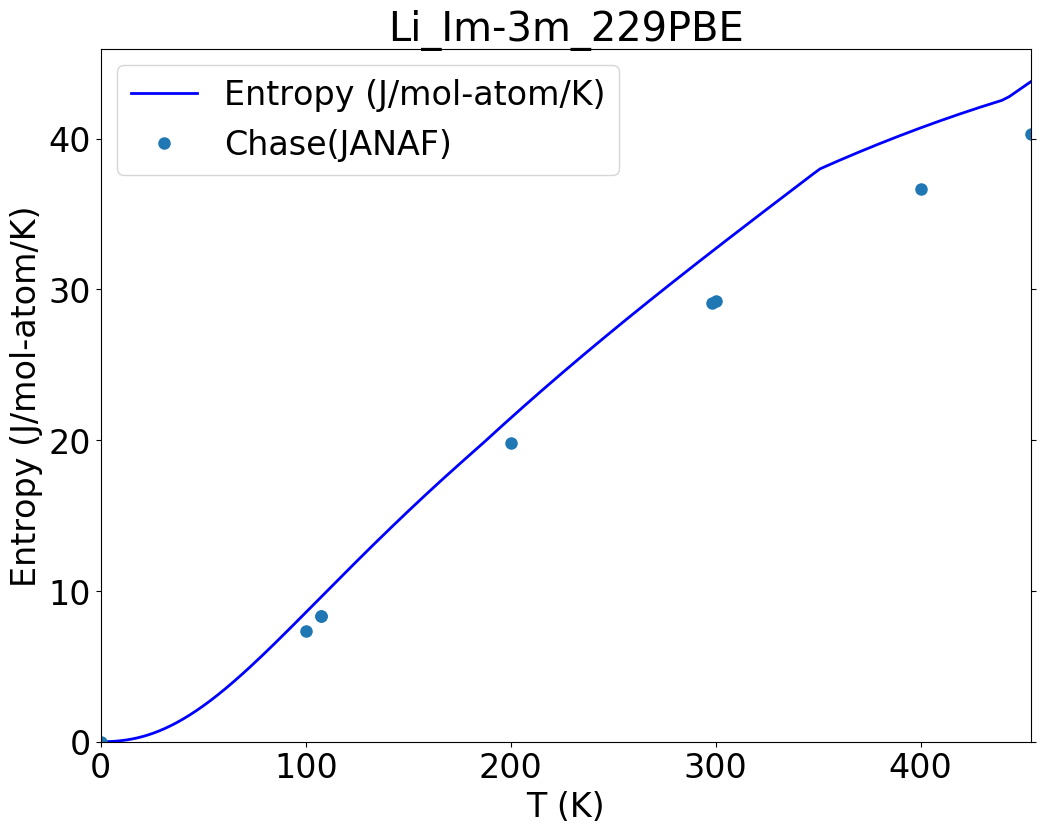 Li_Im-3m_229PBE
Entropy (J/mol-atom/K)
Chase(JANAF)
Entropy (J/mol-atom/K)
40
30
20
10
0
0 100 200 300 400
T (K)